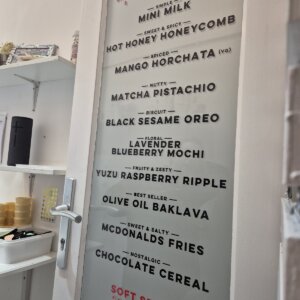 — SIMPLE —
MINI MILK
— SWEET & SPICY —
HOT HONEY HONEYCOMB
— SPICED —
MANGO HORCHATA (VG)
— NUTTY —
MATCHA PISTACHIO
— BISCUIT —
BLACK SESAME OREO
— FLORAL —
LAVENDER
BLUEBERRY MOCHI
— FRUITY & ZESTY —
YUZU RASPBERRY RIPPLE
— BEST SELLER —
OLIVE OIL BAKLAVA
— SWEET & SALTY —
MCDONALDS FRIES
— NOSTALGIC —
CHOCOLATE CEREAL
SOFT